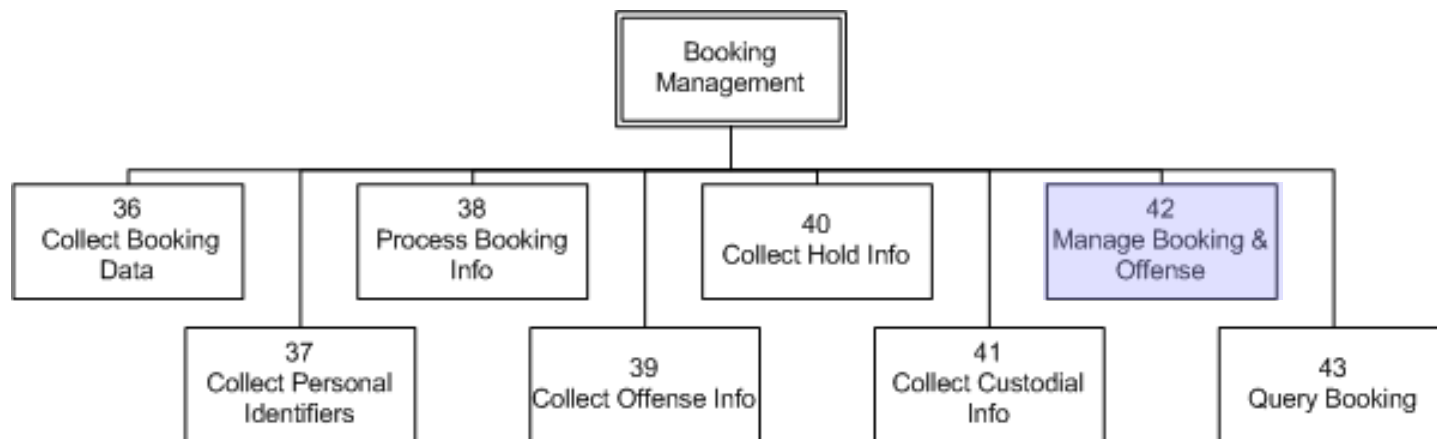 Booking
Management
36
Collect Booking
Data
38
Process Booking
Info
40
Collect Hold Info
42
Manage Booking &
Offense
37
Collect Personal
Identifiers
39
Collect Offense Info
41
Collect Custodial
Info
43
Query Booking